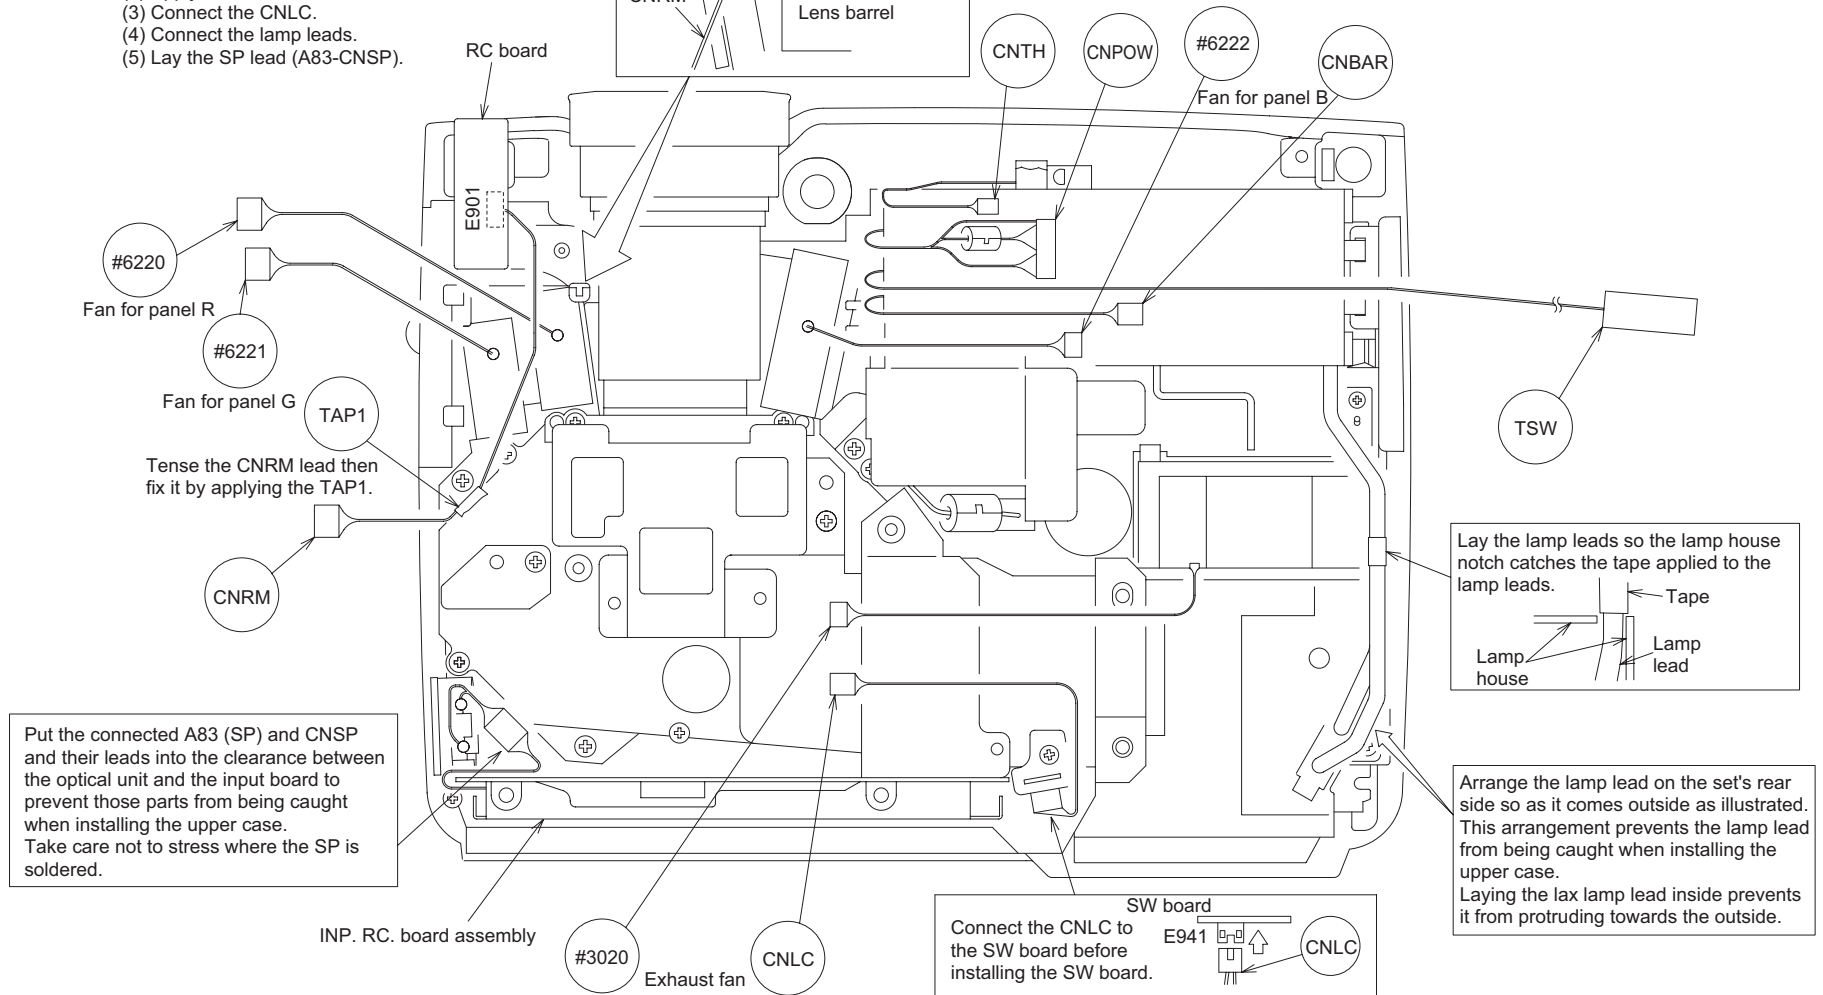 (3) Connect the CNLC.
(4) Connect the lamp leads.
(5) Lay the SP lead (A83-CNSP).
RC board
Lens barrel
CNTH
CNPOW
#6222
CNBAR
Fan for panel B
E901
#6220
Fan for panel R
#6221
Fan for panel G
TAP1
Tense the CNRM lead then
fix it by applying the TAP1.
CNRM
TSW
Lay the lamp leads so the lamp house
notch catches the tape applied to the
lamp leads.
Tape
Lamp
house
Lamp
lead
Put the connected A83 (SP) and CNSP
and their leads into the clearance between
the optical unit and the input board to
prevent those parts from being caught
when installing the upper case.
Take care not to stress where the SP is
soldered.
Arrange the lamp lead on the set's rear
side so as it comes outside as illustrated.
This arrangement prevents the lamp lead
from being caught when installing the
upper case.
Laying the lax lamp lead inside prevents
it from protruding towards the outside.
INP. RC. board assembly
#3020
Exhaust fan
CNLC
Connect the CNLC to
the SW board before
installing the SW board.
SW board
E941
CNLC